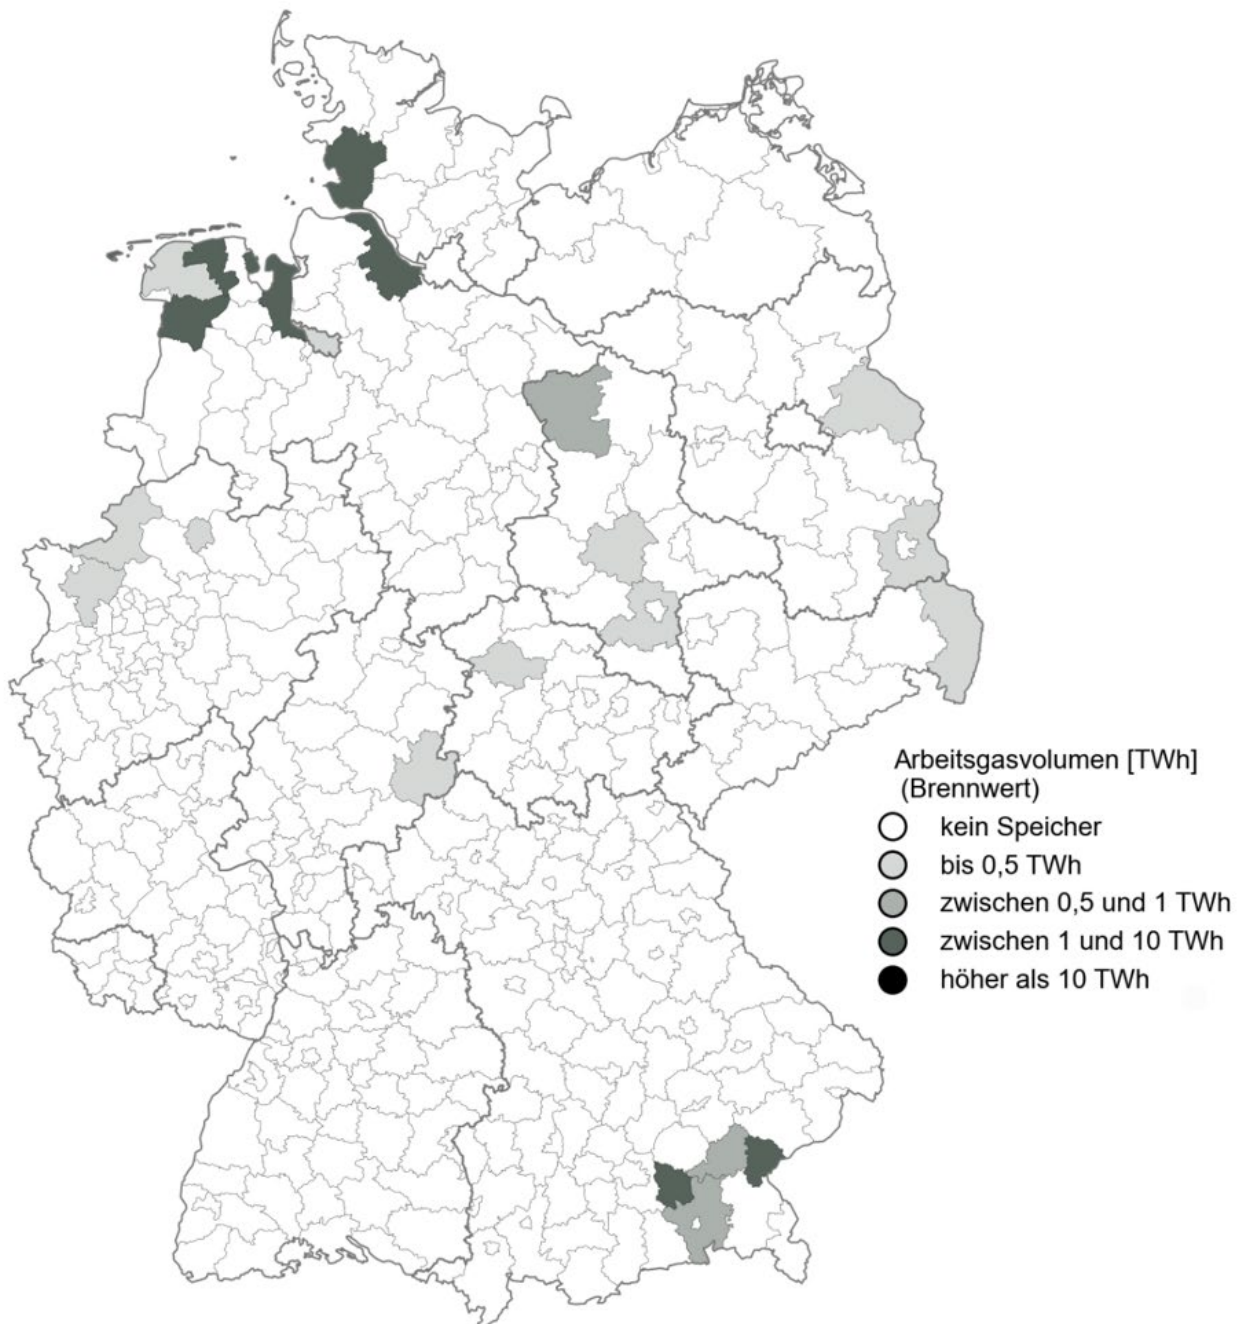 Arbeitsgasvolumen [TWh]
(Brennwert)
kein Speicher
bis 0,5 TWh
zwischen 0,5 und 1 TWh
zwischen 1 und 10 TWh
höher als 10 TWh